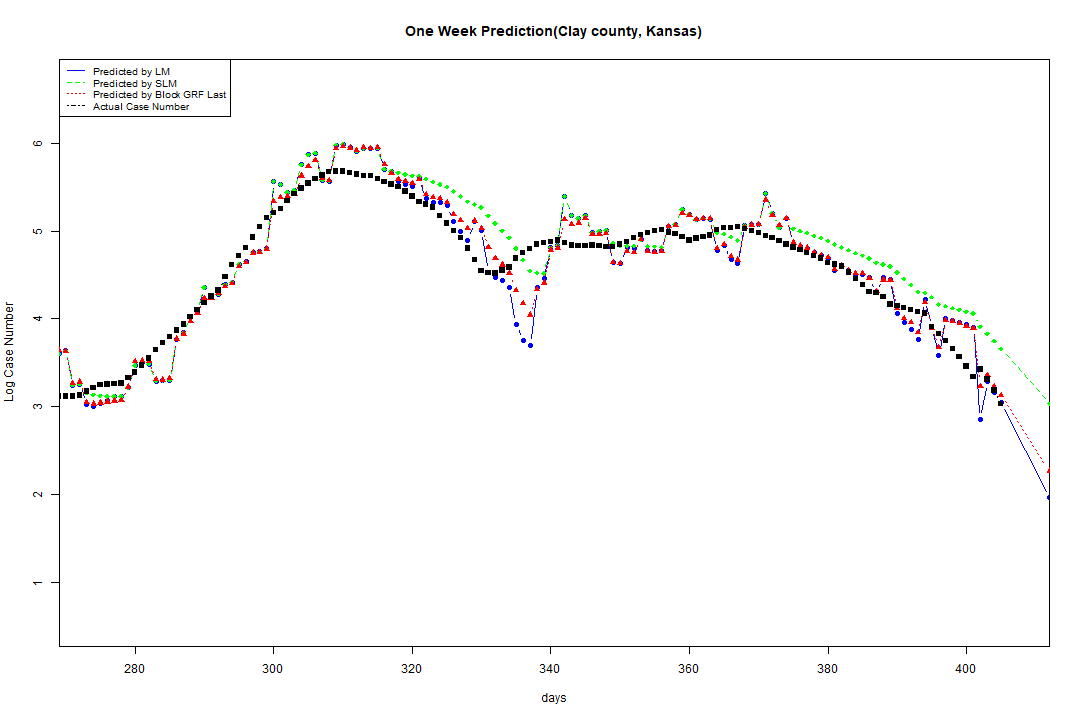 One Week Prediction(Clay county, Kansas)
Predicted by LM
Predicted by SLM
Predicted by Block GRF Last
Actual Case Number
6
5
4
3
2
1
Log Case Number
280 300 320 340 360 380 400
days